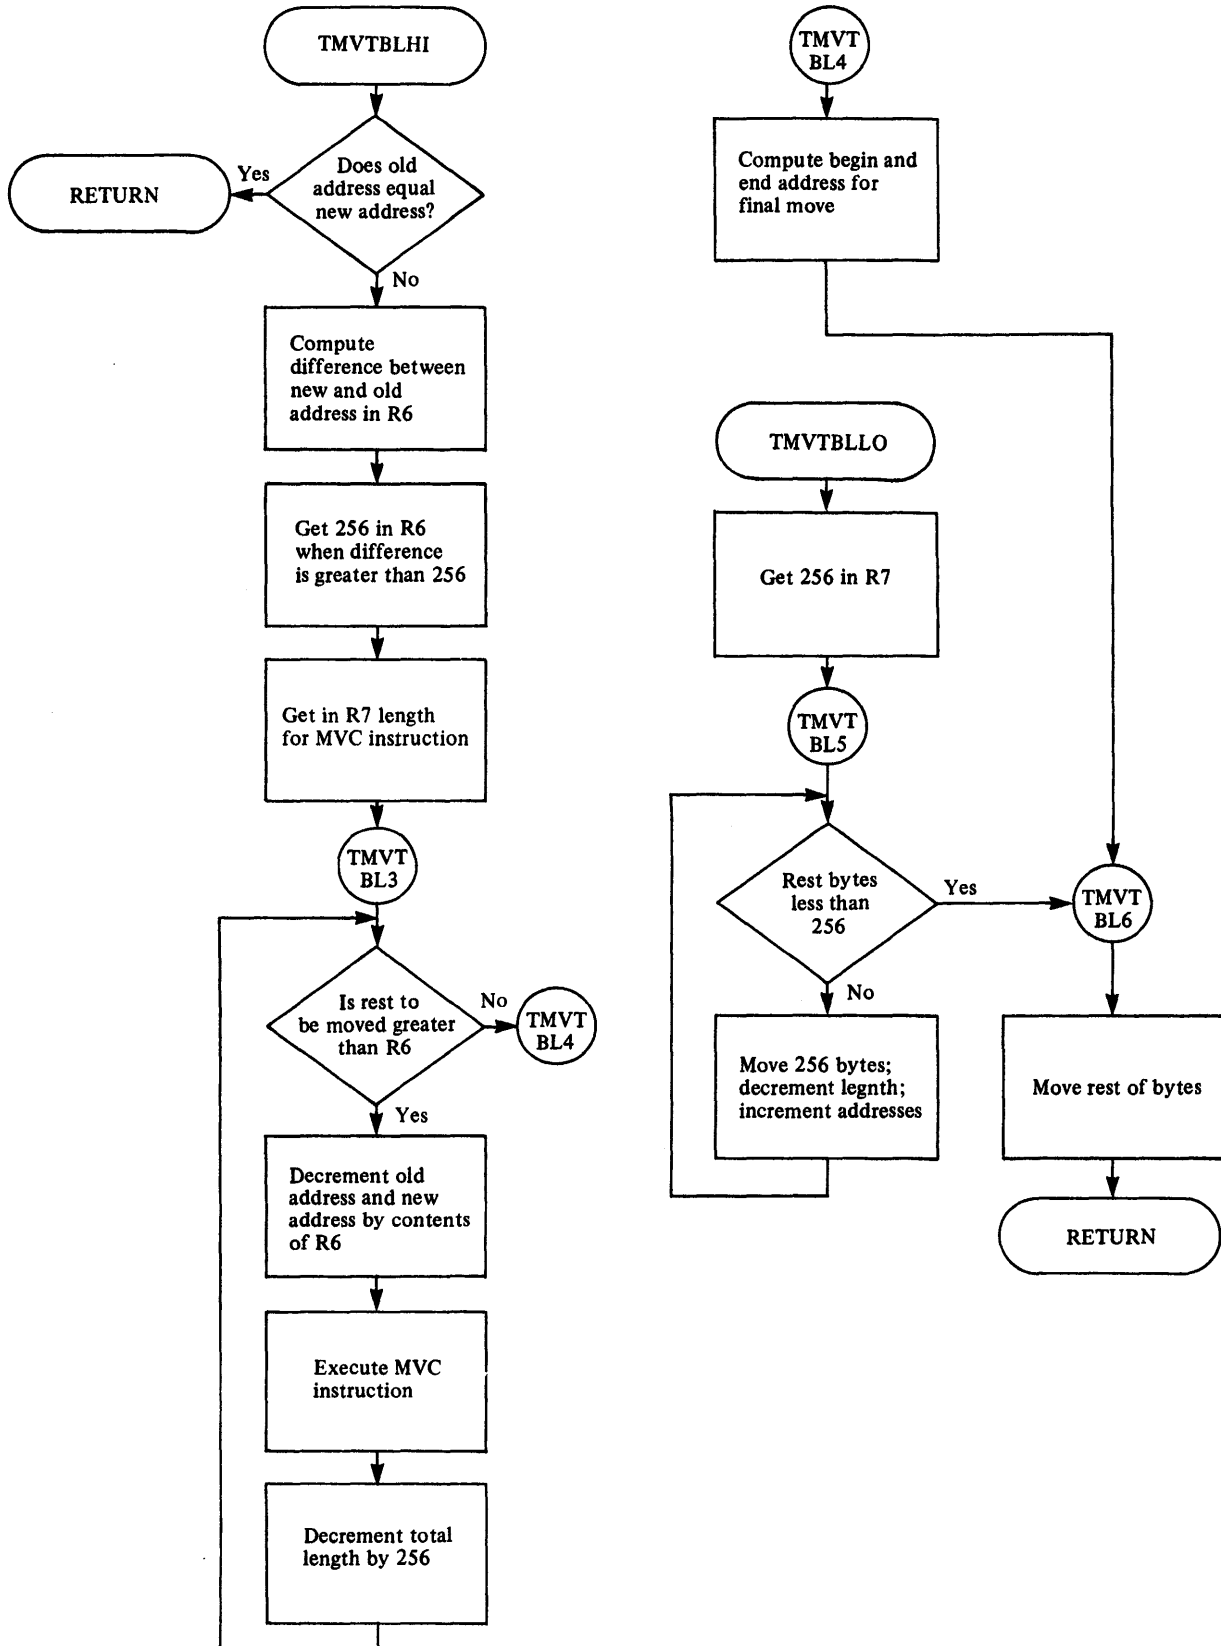 TMVTBLHI
Does old
address equal
new address?
Yes
RETURN
No
Compute
difference between
new and old
address in R6
Get 256 in R6
when difference
is greater than 256
Get in R7 length
for MVC instruction
TMVT
BL3
Is rest to
be moved greater
than R6
No
TMVT
BL4
Yes
Decrement old
address and new
address by contents
of R6
Execute MVC
instruction
Decrement total
length by 256
TMVT
BL4
Compute begin and
end address for
final move
TMVTBLLO
Get 256 in R7
TMVT
BL5
Rest bytes
less than
256
Yes
TMVT
BL6
No
Move 256 bytes;
decrement legnth;
increment addresses
Move rest of bytes
RETURN